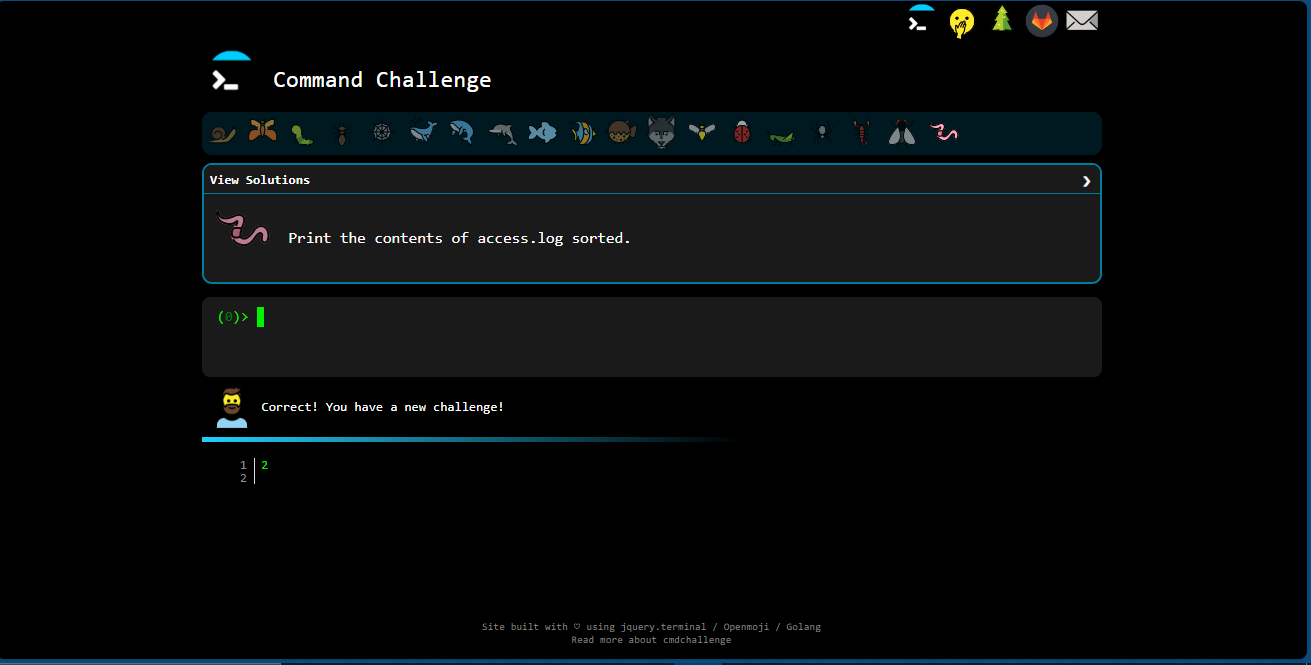 Command Challenge
View Solutions
Print the contents of access.log sorted.
(0)>
Correct! You have a new challenge!
1 2
2
Site built with ♡ using jquery.terminal / Openmoji / Golang
Read more about cmdchallenge